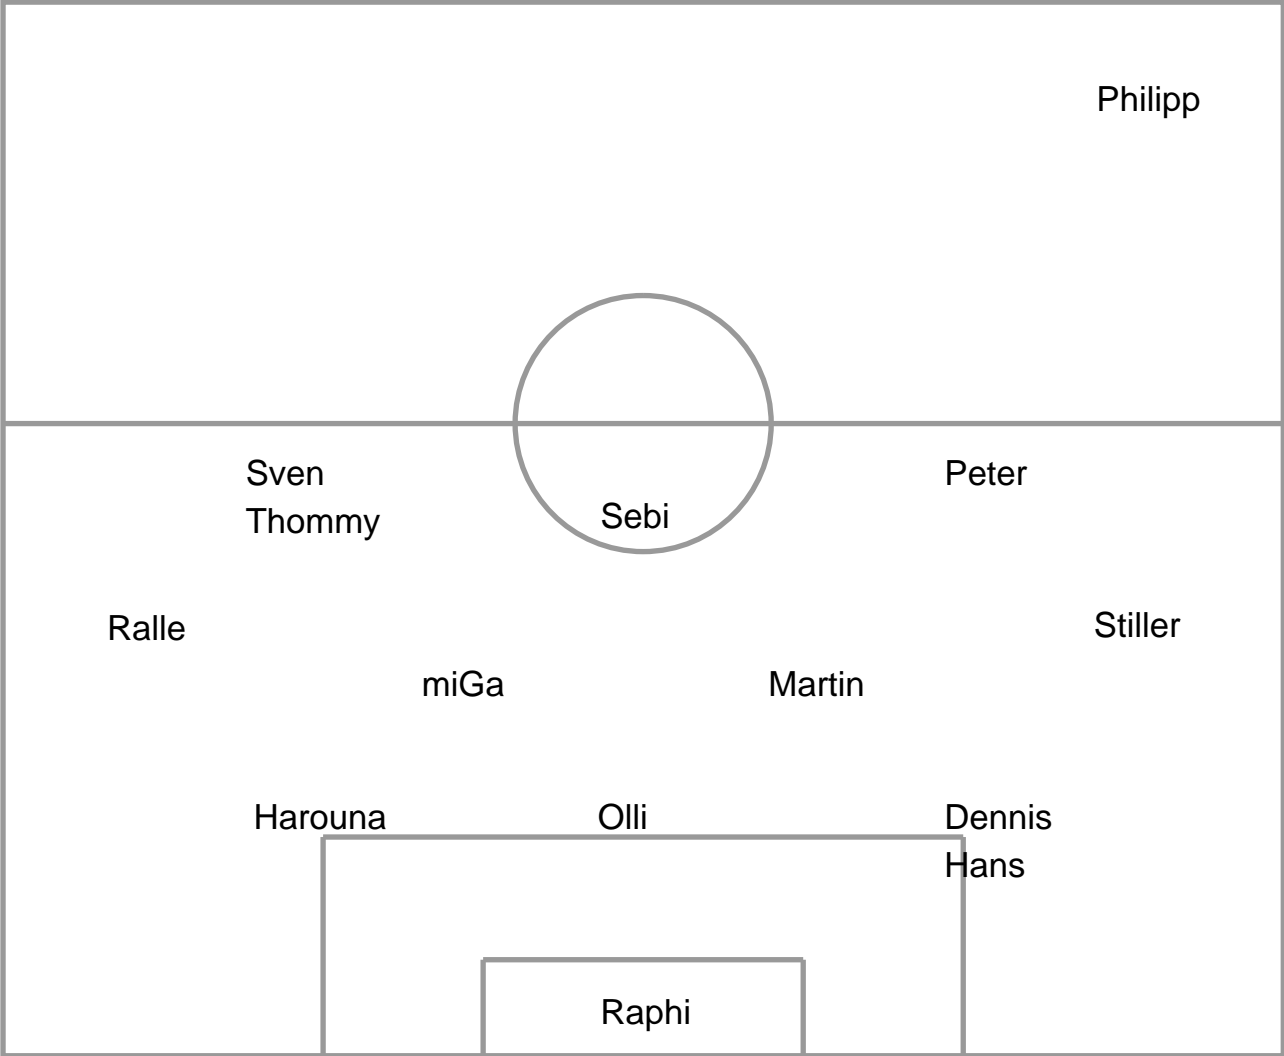 Philipp
Sven
Thommy
Sebi
Peter
Ralle
Stiller
miGa
Martin
Harouna
Olli
Dennis
Hans
Raphi